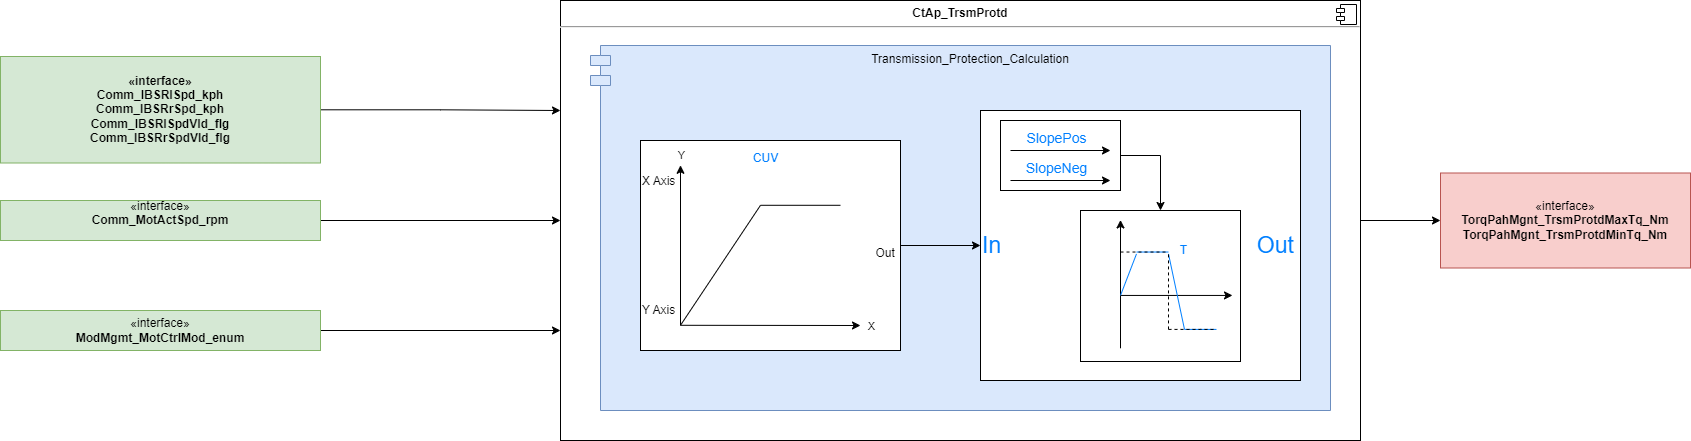 CtAp_TrsmProtd
«interface»
Comm_IBSRlSpd_kph
Comm_IBSRrSpd_kph
Comm_IBSRlSpdVld_flg
Comm_IBSRrSpdVld_flg
«interface»
Comm_MotActSpd_rpm
«interface»
ModMgmt_MotCtrlMod_enum
Transmission_Protection_Calculation
Y
CUV
X Axis
Out
Y Axis
X
SlopePos
SlopeNeg
In
Out
T
«interface»
TorqPahMgnt_TrsmProtdMaxTq_Nm
TorqPahMgnt_TrsmProtdMinTq_Nm